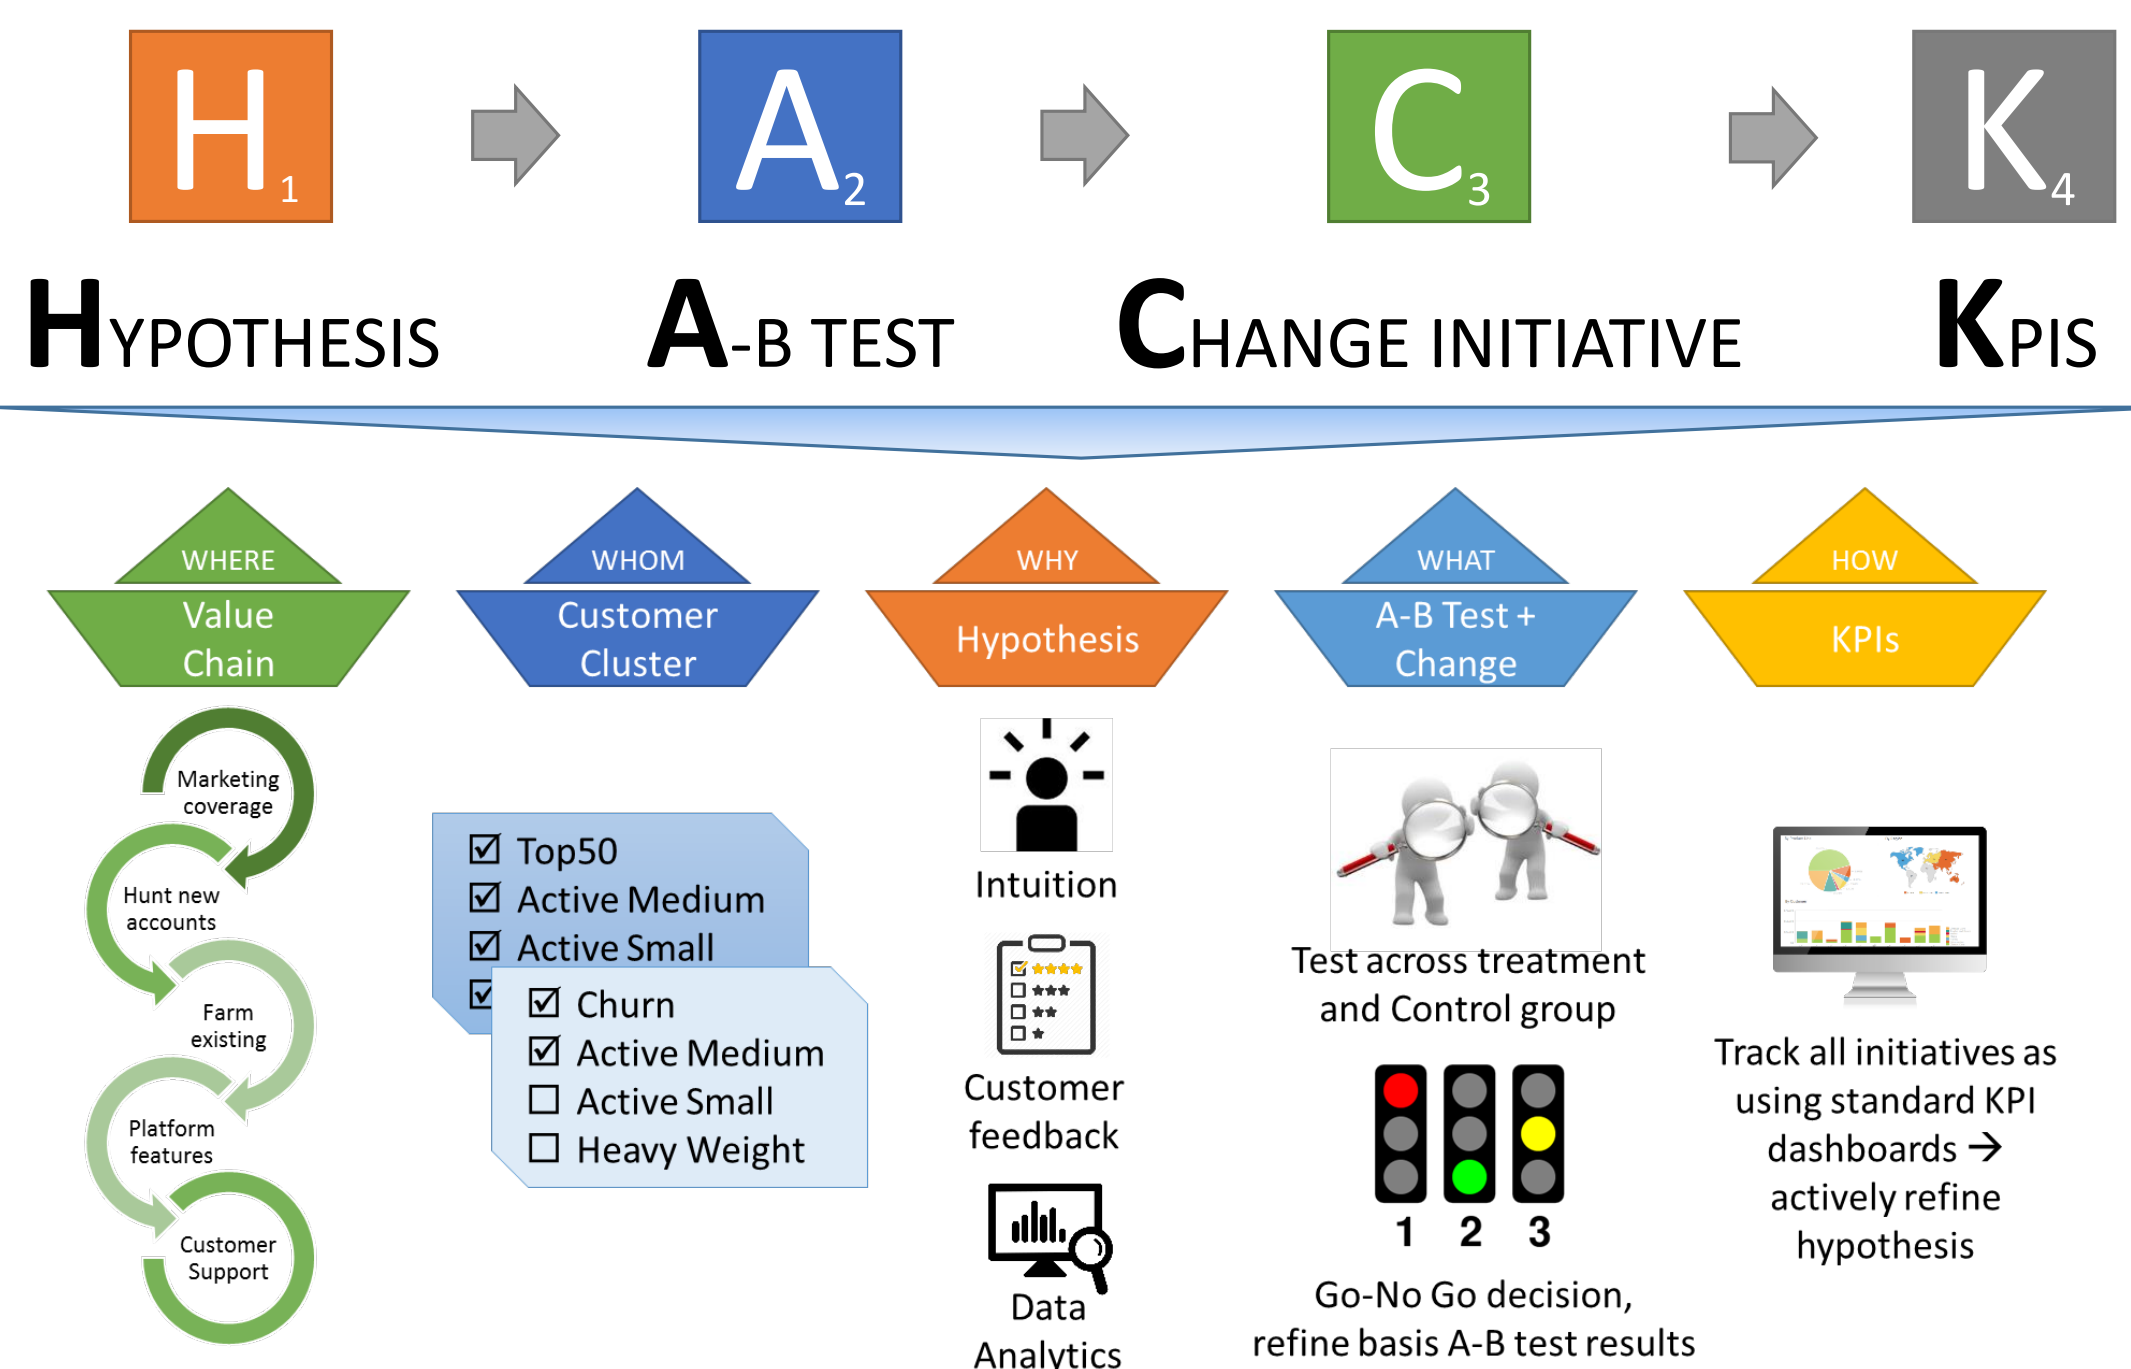 H1
A2
C3
K4
HYPOTHESIS
A-B TEST
CHANGE INITIATIVE
KPIS
WHERE
Value
Chain
Marketing
coverage
Hunt new
accounts
Farm
existing
Platform
features
Customer
Support
WHOM
Customer
Cluster
Top50
Active Medium
Active Small
Churn
Active Medium
Active Small
Heavy Weight
WHY
Hypothesis
Intuition
Customer
feedback
Data
Analytics
WHAT
A-B Test +
Change
Test across treatment
and Control group
1 2 3
Go-No Go decision,
refine basis A-B test results
HOW
KPIs
Track all initiatives as
using standard KPI
dashboards →
actively refine
hypothesis